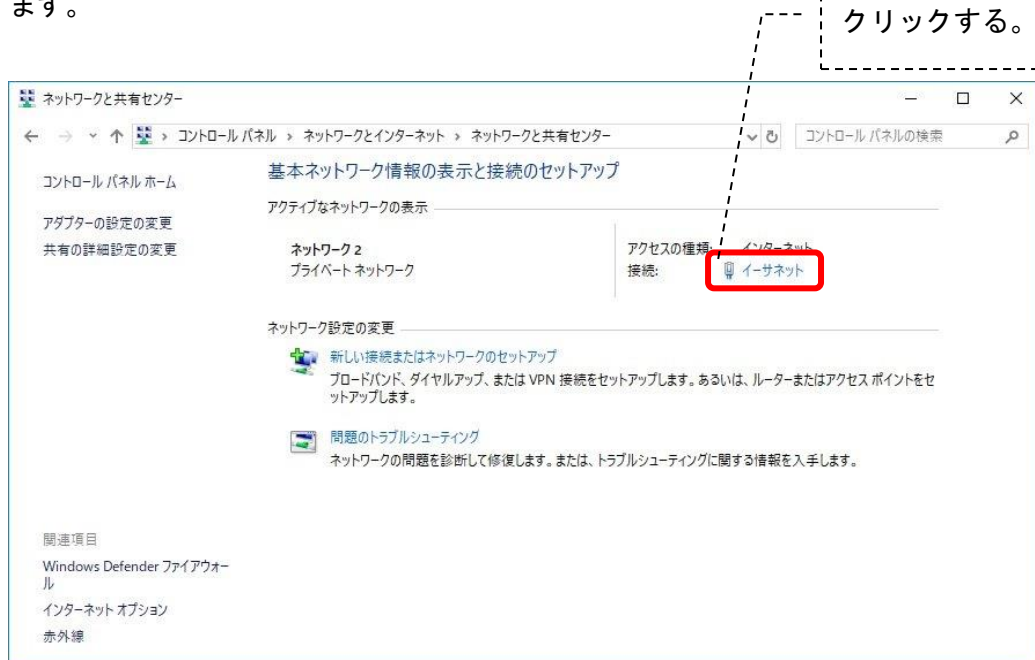 ます。
クリックする。
ネットワークと共有センター
コントロール パネル › ネットワークとインターネット › ネットワークと共有センター
コントロール パネルの検索
コントロール パネル ホーム
アダプターの設定の変更
共有の詳細設定の変更
基本ネットワーク情報の表示と接続のセットアップ
アクティブなネットワークの表示
ネットワーク 2
プライベート ネットワーク
アクセスの種類: インターネット
接続: イーサネット
ネットワーク設定の変更
新しい接続またはネットワークのセットアップ
ブロードバンド、ダイヤルアップ、または VPN 接続をセットアップします。あるいは、ルーターまたはアクセス ポイントをセ
ットアップします。
問題のトラブルシューティング
ネットワークの問題を診断して修復します。または、トラブルシューティングに関する情報を入手します。
関連項目
Windows Defender ファイアウォー
ル
インターネット オプション
赤外線